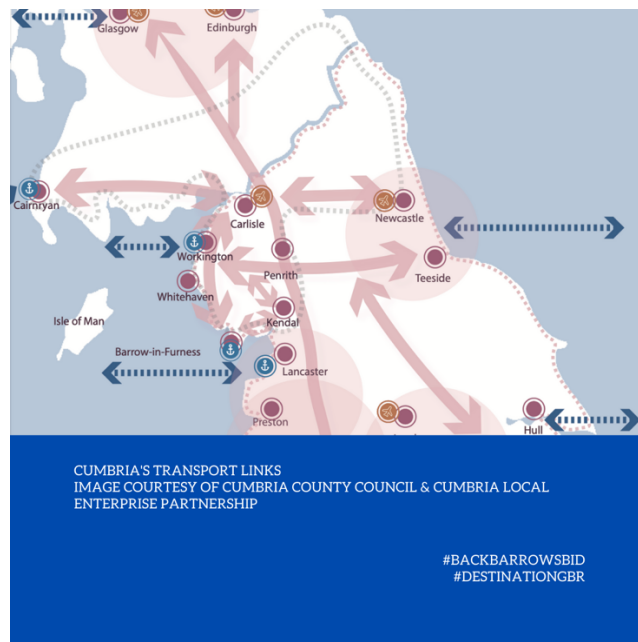 Glasgow
Edinburgh
Cairnryan
Carlisle
Newcastle
Workington
Penrith
Teeside
Whitehaven
Isle of Man
Kendal
Barrow-in-Furness
Lancaster
Preston
Hull
CUMBRIA'S TRANSPORT LINKS
IMAGE COURTESY OF CUMBRIA COUNTY COUNCIL & CUMBRIA LOCAL
ENTERPRISE PARTNERSHIP
#BACKBARROWSBID
#DESTINATIONGBR